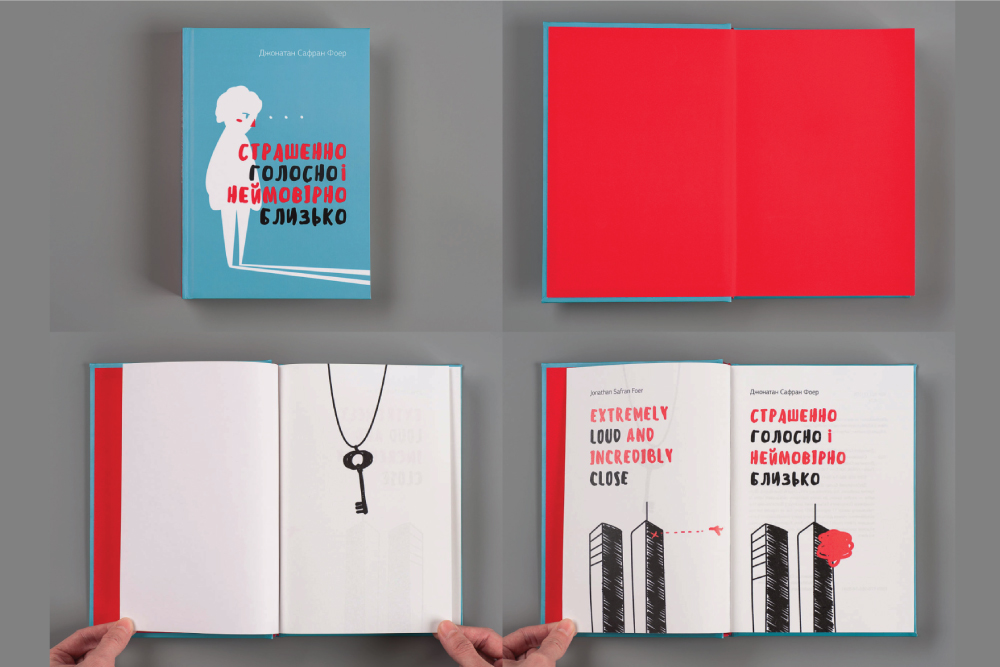 Джонатан Сафран Фоер
СТРАШЕННО
ГОЛОСНО І
НЕЙМОВІРНО
БЛИЗЬКО
Jonathan Safran Foer
EXTREMELY
LOUD AND
INCREDIBLY
CLOSE
Джонатан Сафран Фоер
СТРАШЕННО
ГОЛОСНО І
НЕЙМОВІРНО
БЛИЗЬКО